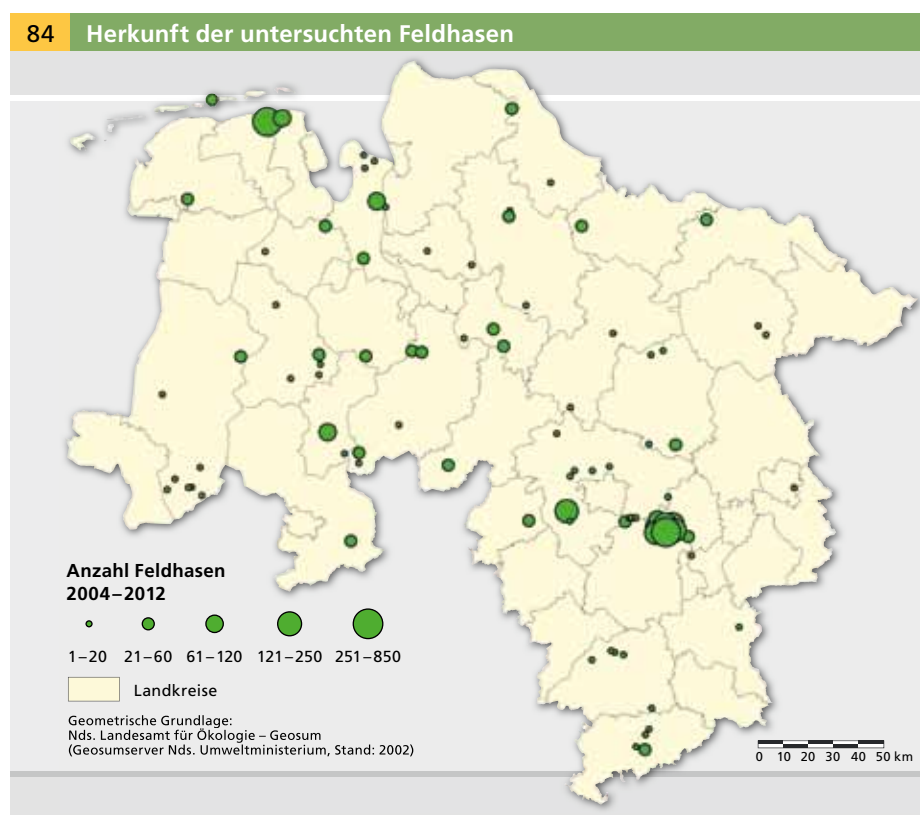 84 Herkunft der untersuchten Feldhasen
Anzahl Feldhasen
2004–2012
1–20 21–60 61–120 121–250 251–850
Landkreise
Geometrische Grundlage:
Nds. Landesamt für Ökologie – Geosum
(Geosumserver Nds. Umweltministerium, Stand: 2002)
0 10 20 30 40 50 km